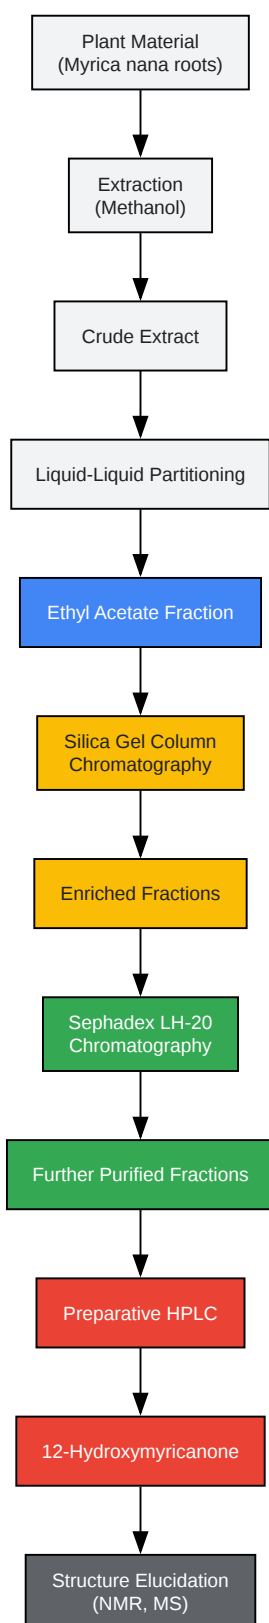 Plant Material
(Myrica nana roots)
Extraction
(Methanol)
Crude Extract
Liquid-Liquid Partitioning
Ethyl Acetate Fraction
Silica Gel Column
Chromatography
Enriched Fractions
Sephadex LH-20
Chromatography
Further Purified Fractions
Preparative HPLC
12-Hydroxymyricanone
Structure Elucidation
(NMR, MS)